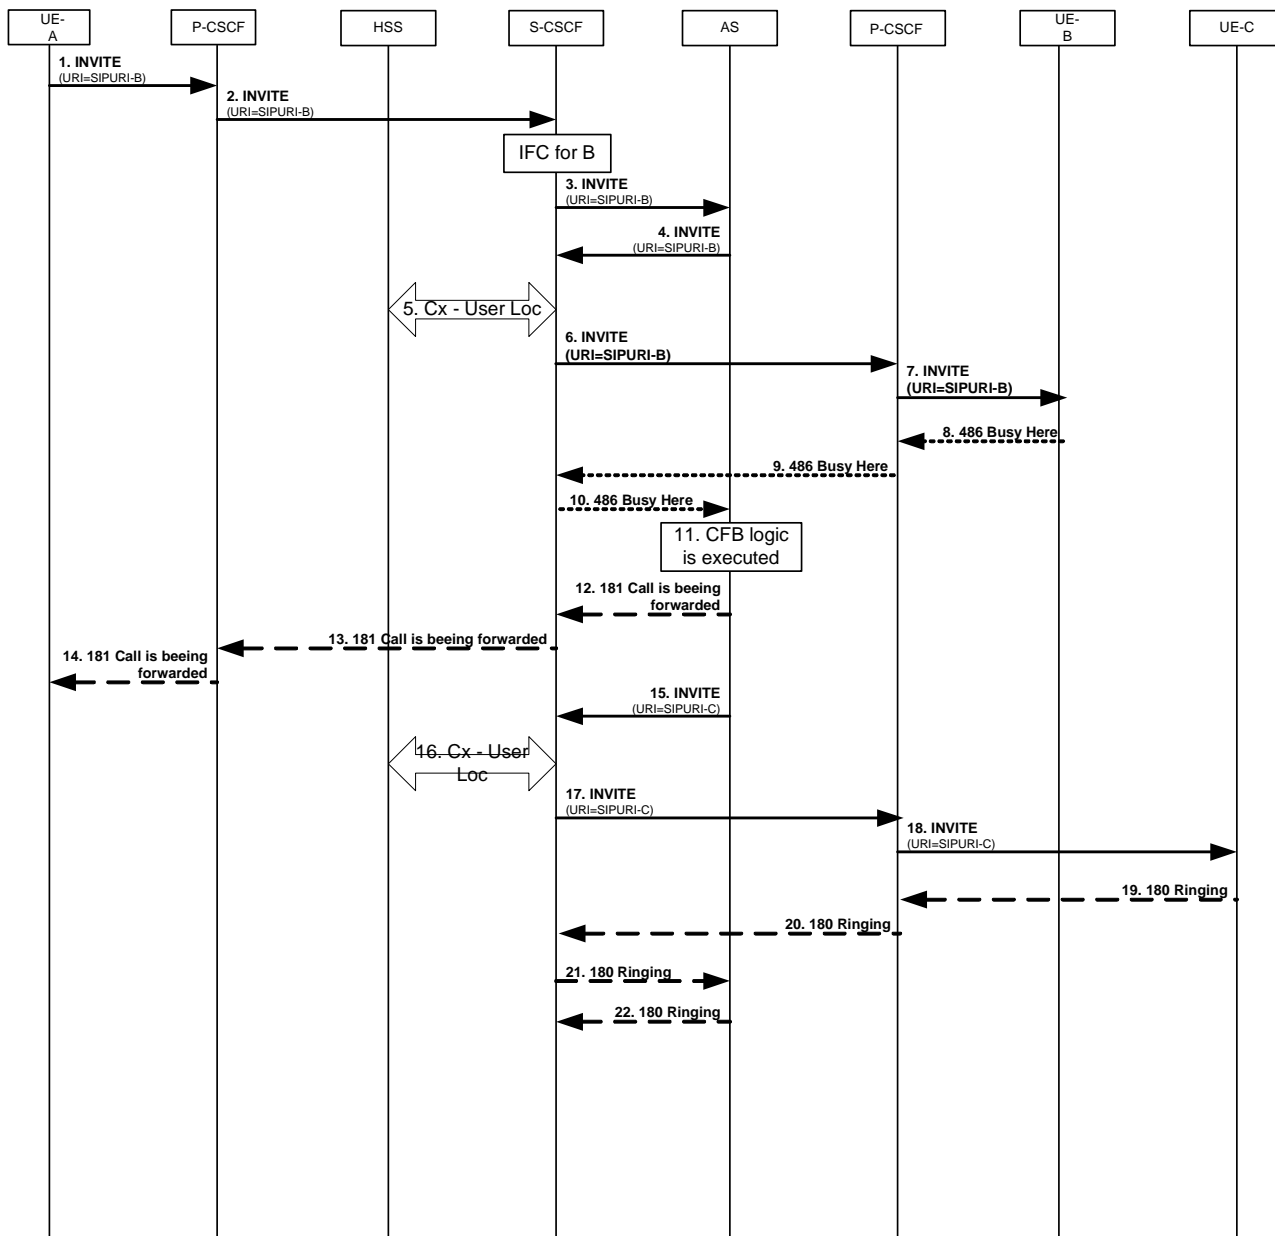 UE-
A
P-CSCF
HSS
S-CSCF
AS
P-CSCF
UE-
B
UE-C
1. INVITE
(URI=SIPURI-B)
2. INVITE
(URI=SIPURI-B)
IFC for B
3. INVITE
(URI=SIPURI-B)
4. INVITE
(URI=SIPURI-B)
5. Cx - User Loc
6. INVITE
(URI=SIPURI-B)
7. INVITE
(URI=SIPURI-B)
8. 486 Busy Here
9. 486 Busy Here
10. 486 Busy Here
11. CFB logic
is executed
12. 181 Call is beeing
forwarded
13. 181 Call is beeing forwarded
14. 181 Call is beeing
forwarded
15. INVITE
(URI=SIPURI-C)
16. Cx - User
Loc
17. INVITE
(URI=SIPURI-C)
18. INVITE
(URI=SIPURI-C)
19. 180 Ringing
20. 180 Ringing
21. 180 Ringing
22. 180 Ringing